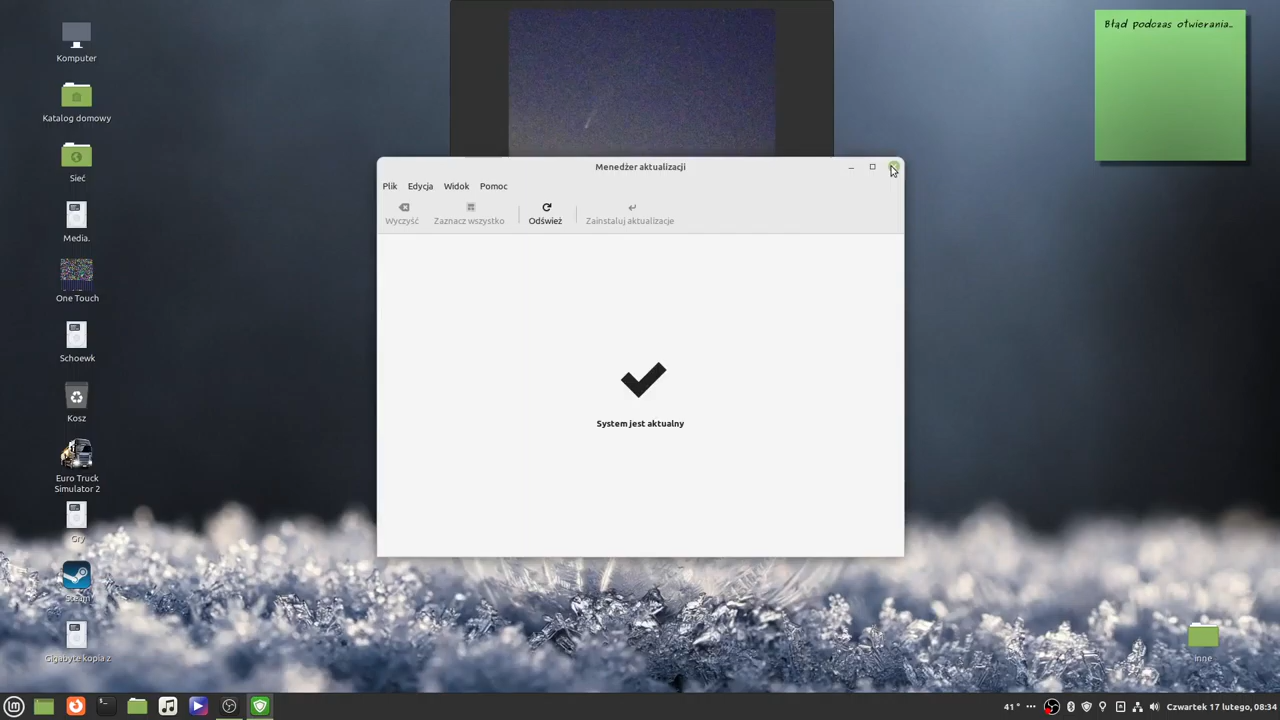 Komputer
Katalog domowy
Sieć
Media.
One Touch
Schoewk
Kosz
Euro Truck
Simulator 2
Gry
Steam
Gigabyte kopia z
Błąd podczas otwierania...
Menedżer aktualizacji
Plik Edycja Widok Pomoc
Wyczyść Zaznacz wszystko Odśwież Zainstaluj aktualizacje
System jest aktualny
inne
41° Czwartek 17 lutego, 08:34